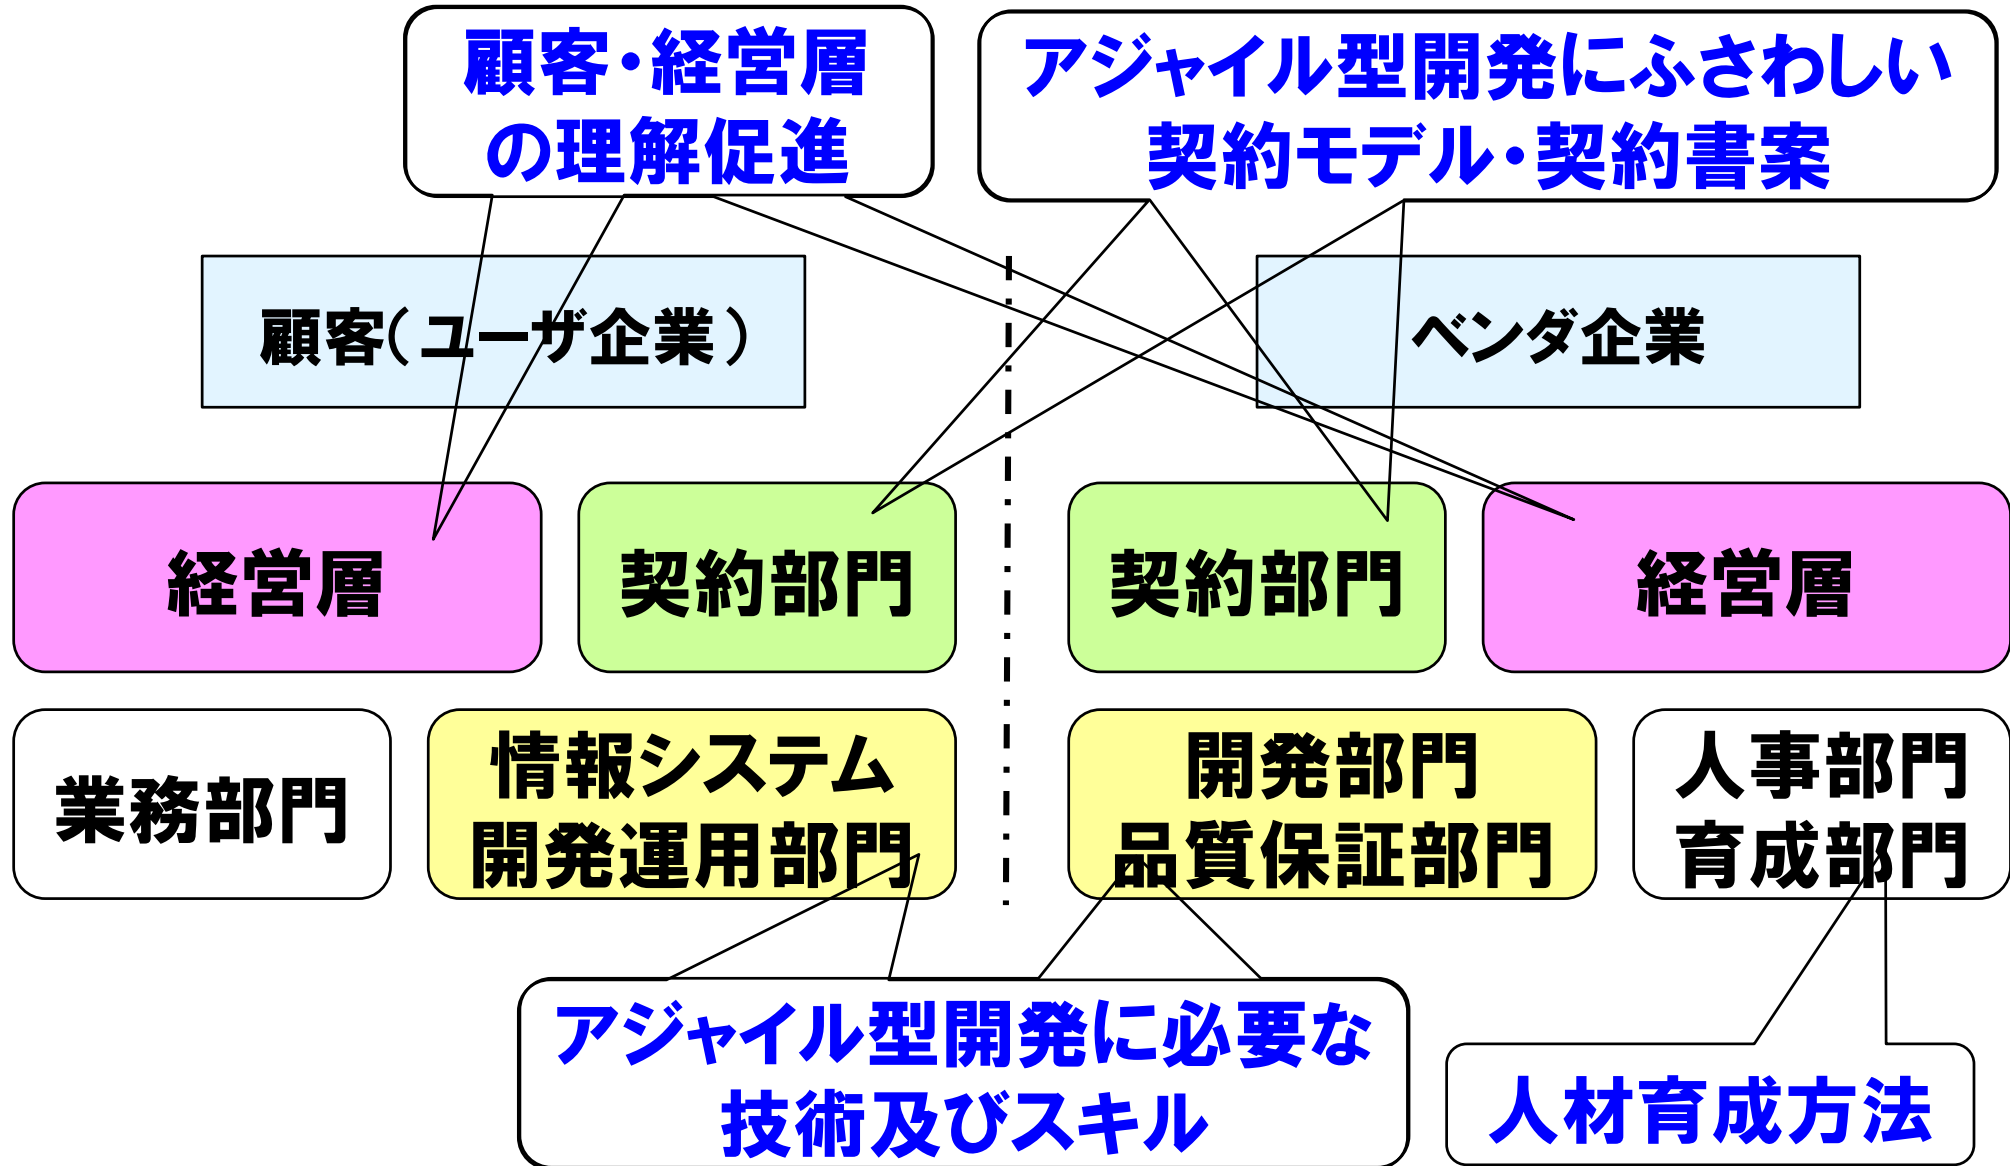 顧客・経営層
の理解促進
アジャイル型開発にふさわしい
契約モデル・契約書案
顧客(ユーザ企業)
ベンダ企業
経営層
契約部門
契約部門
経営層
業務部門
情報システム
開発運用部門
開発部門
品質保証部門
人事部門
育成部門
アジャイル型開発に必要な
技術及びスキル
人材育成方法